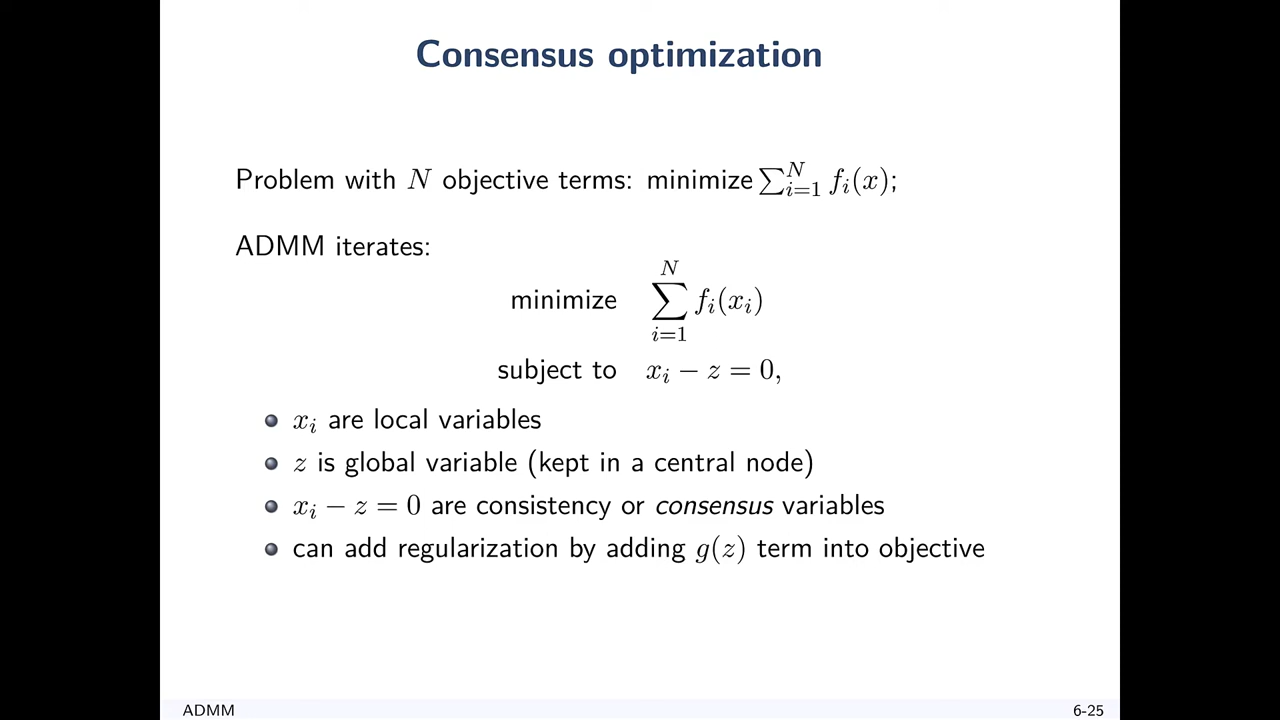 Consensus optimization
Problem with N objective terms: minimize ∑_{i=1}^{N} f_i(x);
ADMM iterates:
minimize ∑_{i=1}^{N} f_i(x_i)
subject to x_i − z = 0,
x_i are local variables
z is global variable (kept in a central node)
x_i − z = 0 are consistency or consensus variables
can add regularization by adding g(z) term into objective
ADMM 6-25